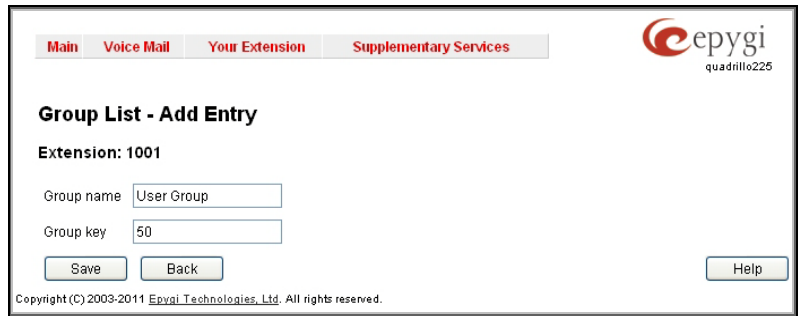 Main Voice Mail Your Extension Supplementary Services
epygi
quadrillo225
Group List - Add Entry
Extension: 1001
Group name User Group
Group key 50
Save Back Help
Copyright (C) 2003-2011 Epygi Technologies, Ltd. All rights reserved.